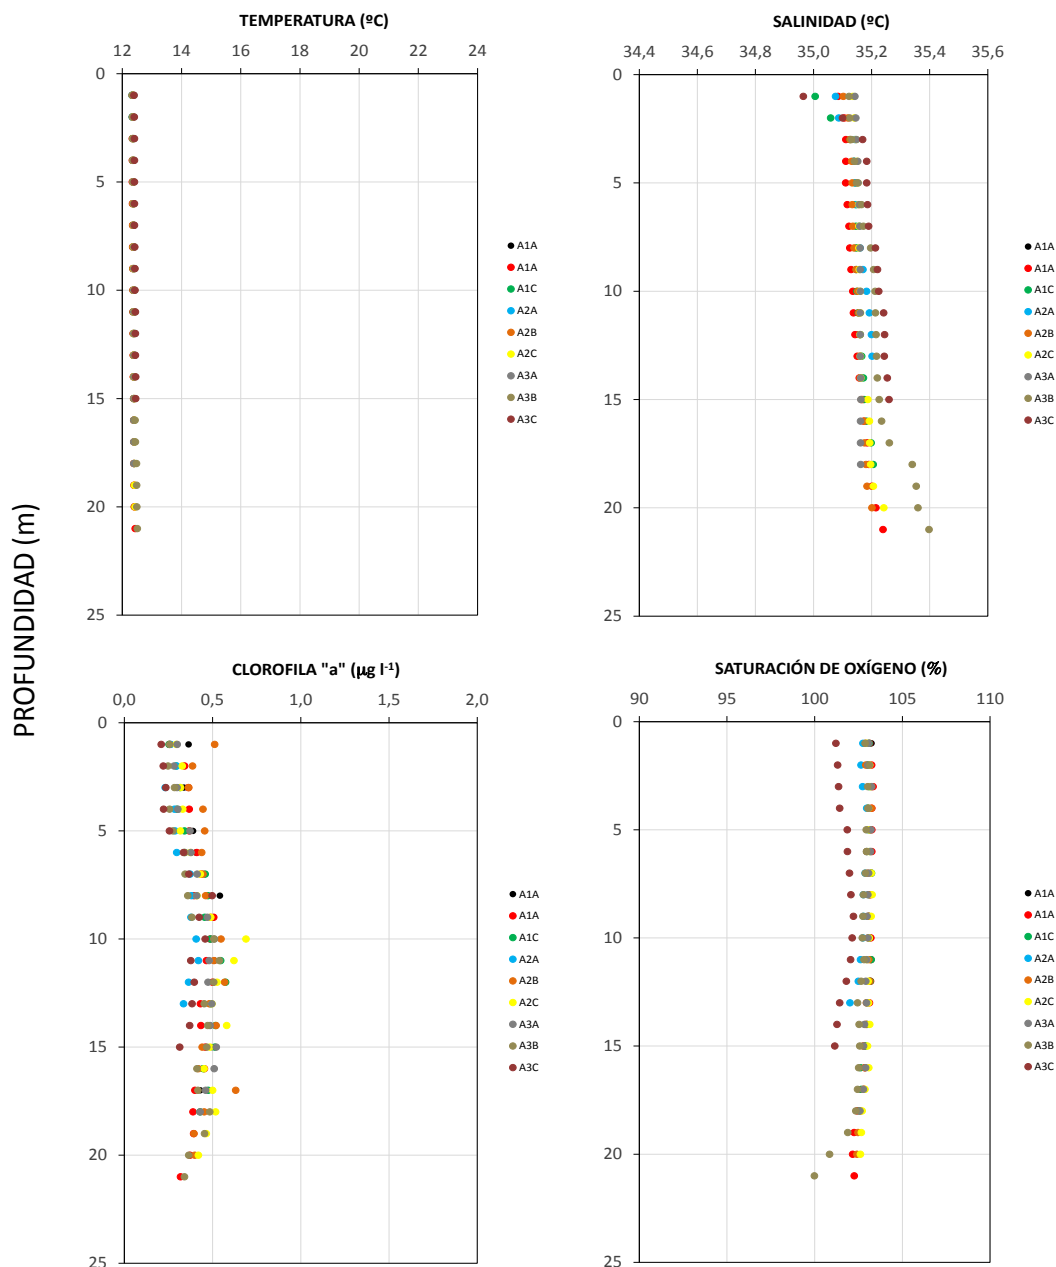 TEMPERATURA (ºC)
12 14 16 18 20 22 24
0
5
10
15
20
25
A1A
A1A
A1C
A2A
A2B
A2C
A3A
A3B
A3C
SALINIDAD (ºC)
34,4 34,6 34,8 35,0 35,2 35,4 35,6
0
5
10
15
20
25
A1A
A1A
A1C
A2A
A2B
A2C
A3A
A3B
A3C
PROFUNDIDAD (m)
CLOROFILA "a" (µg l⁻¹)
0,0 0,5 1,0 1,5 2,0
0
5
10
15
20
25
A1A
A1A
A1C
A2A
A2B
A2C
A3A
A3B
A3C
SATURACIÓN DE OXÍGENO (%)
90 95 100 105 110
0
5
10
15
20
25
A1A
A1A
A1C
A2A
A2B
A2C
A3A
A3B
A3C